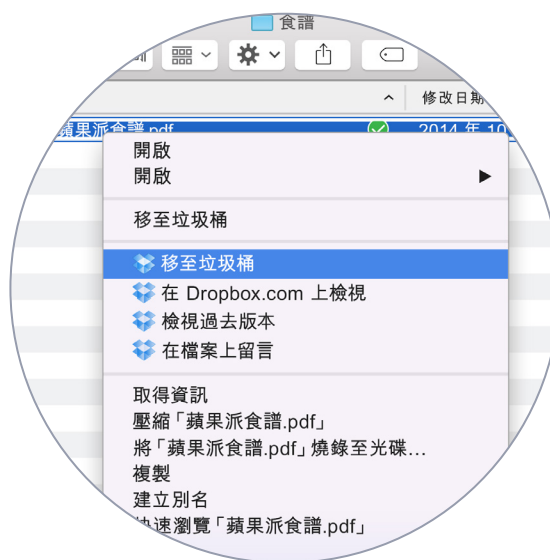 食譜
修改日期
蘋果派食譜.pdf
2014 年 10
開啟
開啟
移至垃圾桶
移至垃圾桶
在 Dropbox.com 上檢視
檢視過去版本
在檔案上留言
取得資訊
壓縮「蘋果派食譜.pdf」
將「蘋果派食譜.pdf」燒錄至光碟…
複製
建立別名
快速瀏覽「蘋果派食譜.pdf」